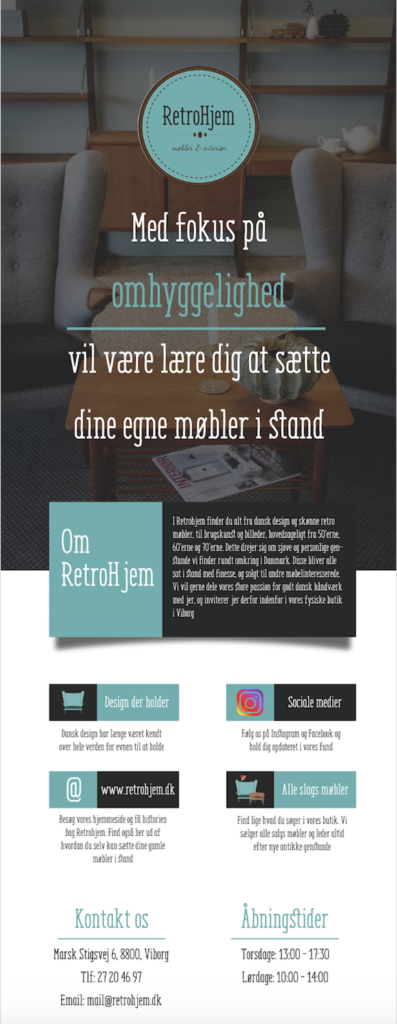 RetroHjem
møbler & interiør
Med fokus på
omhyggelighed
vil være lære dig at sætte
dine egne møbler i stand
INTERIØR
Om
RetroHjem
I Retrohjem finder du alt fra dansk design og skønne retro
møbler, til brugskunst og billeder, hovedsageligt fra 50'erne,
60'erne og 70'erne. Dette drejer sig om sjove og personlige gen-
stande vi finder rundt omkring i Danmark. Disse bliver alle
sat i stand med finesse, og solgt til andre møbelinteresserede.
Vi vil gerne dele vores store passion for godt dansk håndværk
med jer, og inviterer jer derfor indenfor i vores fysiske butik
i Viborg
Design der holder
Dansk design har længe været kendt
over hele verden for evnen til at holde
Sociale medier
Følg os på Instagram og Facebook og
hold dig opdateret i vores fund
@ www.retrohjem.dk
Besøg vores hjemmeside og få historien
bag Retrohjem. Find også her ud af
hvordan du selv kan sætte dine gamle
møbler i stand
Alle slags møbler
Find lige hvad du søger i vores butik. Vi
sælger alle salgs møbler og leder altid
efter nye antikke genstande
Kontakt os
Marsk Stigsvej 6, 8800, Viborg
Tlf: 27 20 46 97
Email: mail@retrohjem.dk
Åbningstider
Torsdage: 13:00 - 17:30
Lørdage: 10:00 - 14:00